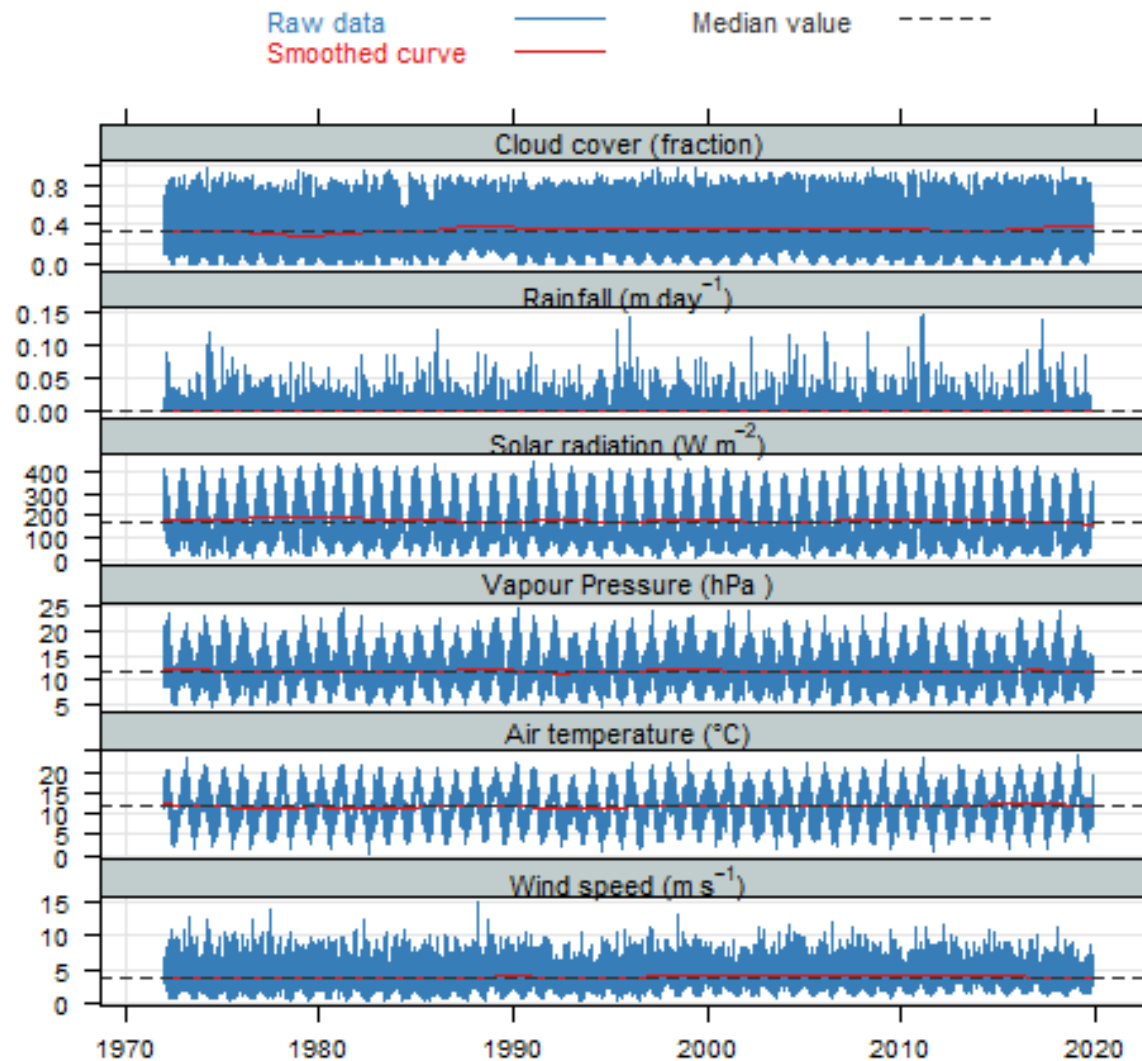 Raw data Median value
Smoothed curve
Cloud cover (fraction)
0.8
0.4
0.0
Rainfall (m day⁻¹)
0.15
0.10
0.05
0.00
Solar radiation (W m⁻²)
400
300
200
100
0
Vapour Pressure (hPa )
25
20
15
10
5
Air temperature (°C)
20
15
10
5
0
Wind speed (m s⁻¹)
15
10
5
0
1970 1980 1990 2000 2010 2020